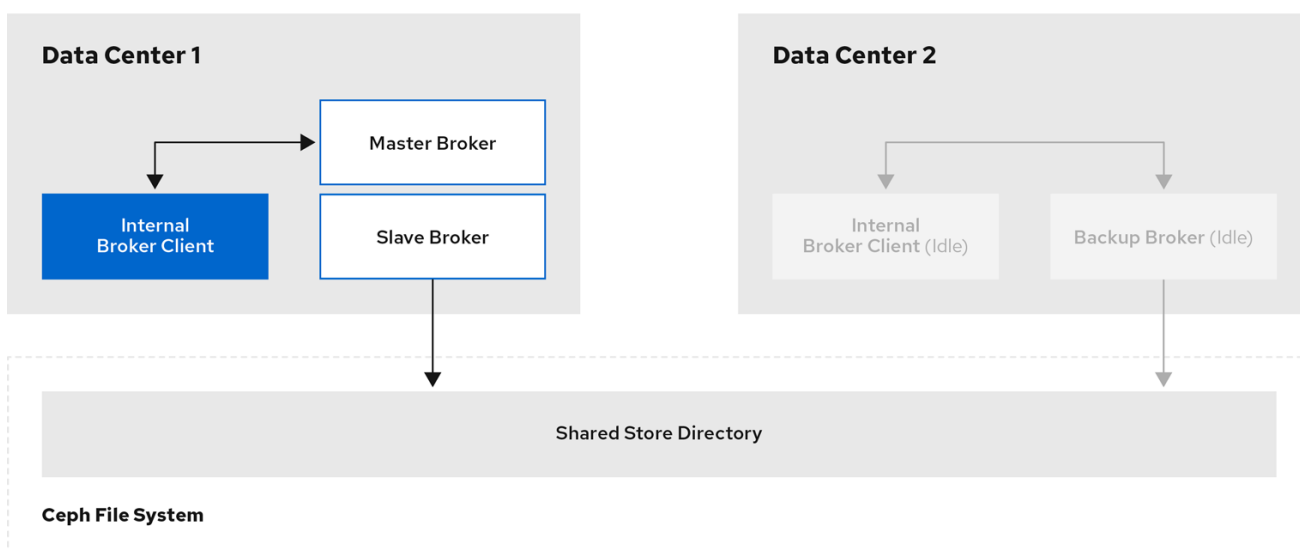 Data Center 1
Master Broker
Internal
Broker Client
Slave Broker
Data Center 2
Internal
Broker Client (Idle)
Backup Broker (Idle)
Shared Store Directory
Ceph File System